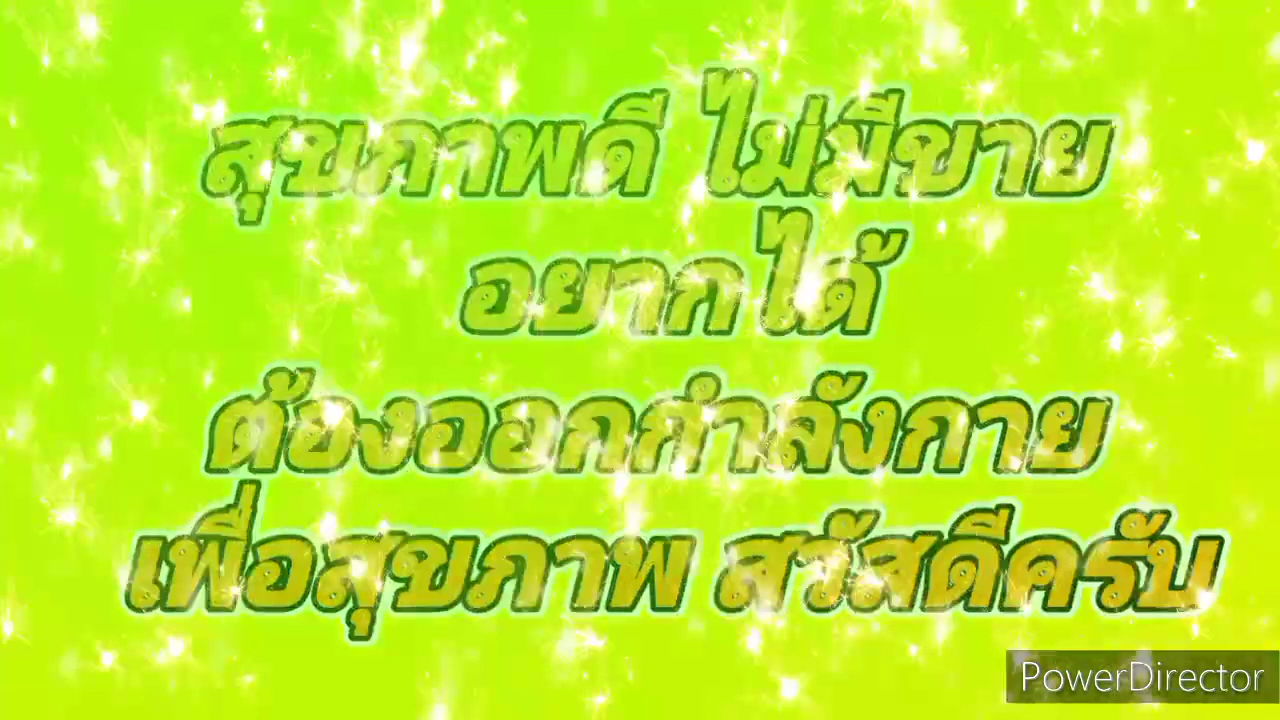 สุขภาพดี ไม่มีขาย
อยากได้
ต้องออกกำลังกาย
เพื่อสุขภาพ สวัสดีครับ
PowerDirector